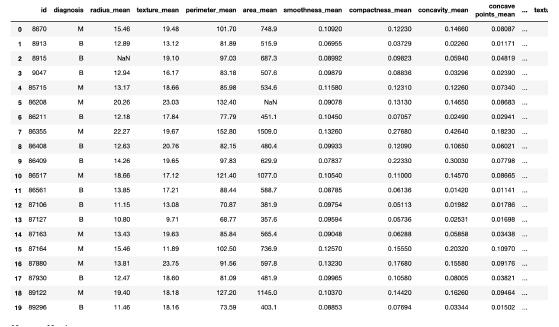 id diagnosis radius_mean texture_mean perimeter_mean area_mean smoothness_mean compactness_mean concavity_mean concave points_mean ...
0 8670 M 15.46 19.48 101.70 748.9 0.10920 0.12230 0.14660 0.08087 ...
1 8913 B 12.89 13.12 81.89 515.9 0.06955 0.03729 0.02260 0.01171 ...
2 8915 B NaN 19.10 97.03 687.3 0.08992 0.09823 0.05940 0.04819 ...
3 9047 B 12.94 16.17 83.18 507.6 0.09879 0.08836 0.03296 0.02390 ...
4 85715 M 13.17 18.66 85.98 534.6 0.11580 0.12310 0.12260 0.07340 ...
5 86208 M 20.26 23.03 132.40 NaN 0.09078 0.13130 0.14650 0.08683 ...
6 86211 B 12.18 17.84 77.79 451.1 0.10450 0.07057 0.02490 0.02941 ...
7 86355 M 22.27 19.67 152.80 1509.0 0.13260 0.27680 0.42640 0.18230 ...
8 86408 B 12.63 20.76 82.15 480.4 0.09933 0.12090 0.10650 0.06021 ...
9 86409 B 14.26 19.65 97.83 629.9 0.07837 0.22330 0.30030 0.07798 ...
10 86517 M 18.66 17.12 121.40 1077.0 0.10540 0.11000 0.14570 0.08665 ...
11 86561 B 13.85 17.21 88.44 588.7 0.08785 0.06136 0.01420 0.01141 ...
12 87106 B 11.15 13.08 70.87 381.9 0.09754 0.05113 0.01982 0.01786 ...
13 87127 B 10.80 9.71 68.77 357.6 0.09594 0.05736 0.02531 0.01698 ...
14 87163 M 13.43 19.63 85.84 565.4 0.09048 0.06288 0.05858 0.03438 ...
15 87164 M 15.46 11.89 102.50 736.9 0.12570 0.15550 0.20320 0.10970 ...
16 87880 M 13.81 23.75 91.56 597.8 0.13230 0.17680 0.15580 0.09176 ...
17 87930 B 12.47 18.60 81.09 481.9 0.09965 0.10580 0.08005 0.03821 ...
18 89122 M 19.40 18.18 127.20 1145.0 0.10370 0.14420 0.16260 0.09464 ...
19 89296 B 11.46 18.16 73.59 403.1 0.08853 0.07694 0.03344 0.01502 ...